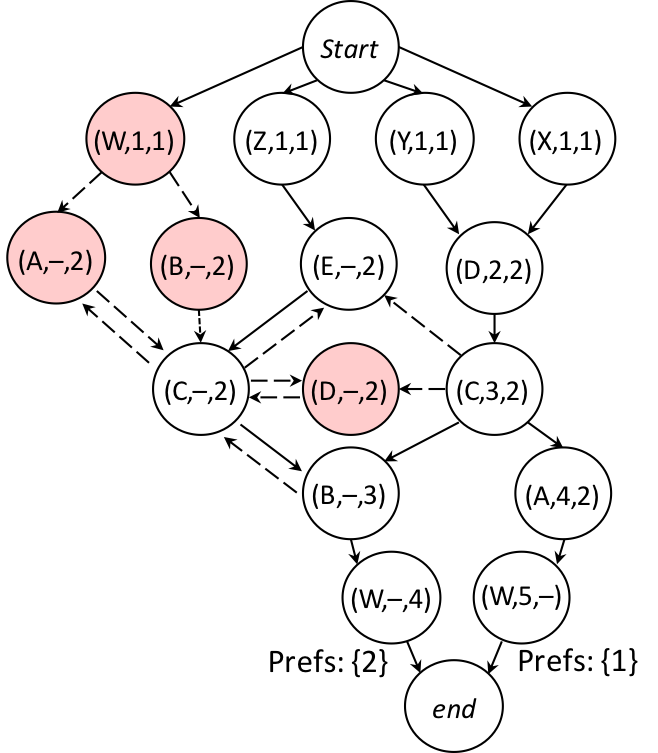 Start
(W,1,1)
(Z,1,1)
(Y,1,1)
(X,1,1)
(A,–,2)
(B,–,2)
(E,–,2)
(D,2,2)
(C,–,2)
(D,–,2)
(C,3,2)
(B,–,3)
(A,4,2)
(W,–,4)
(W,5,–)
Prefs: {2}
Prefs: {1}
end